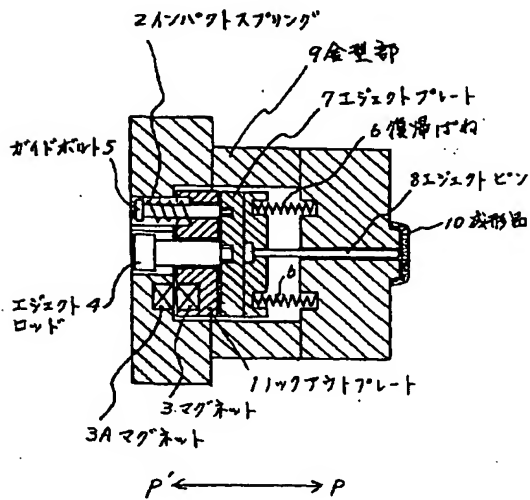 2インパクトスプリング
9金型部
7エジェクトプレート
6復帰ばね
ガイドボルト5
8エジェクトピン
10成形品
エジェクト4
ロッド
6
1ノックアウトプレート
3.マグネット
3Aマグネット
P' P